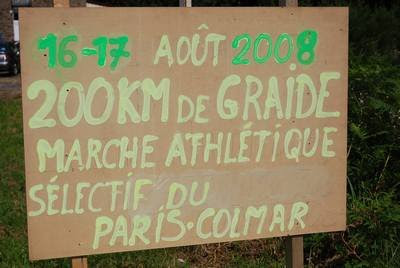 16-17 AOÛT 2008
200KM DE GRAIDE
MARCHE ATHLÉTIQUE
SÉLECTIF DU
PARIS-COLMAR